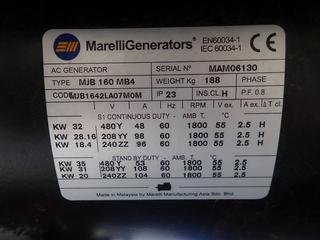 MarelliGenerators® EN60034-1
IEC 60034-1
AC GENERATOR SERIAL N° MAM06130
TYPE MJB 160 MB4 WEIGHT Kg 188 PHASE
CODE MJB1642LA07M0M IP 23 INS.CL. H P.F. 0.8
V A Hz RPM V ex. A ex. ΔT
S1 CONTINUOUS DUTY - AMB. T. °C
KW 32 480Y 48 60 1800 55 2.5 H
KW 28.16 208YY 98 60 1800 55 2.5 H
KW 18.4 240ZZ 96 60 1800 55 2.5 H
STAND BY DUTY - AMB T. °C
KW 35 480Y 53 60 1800 55 2.5
KW 31 208YY 108 60 1800 55 2.5
KW 20 240ZZ 104 60 1800 55 2.5
Made in Malaysia by Marelli Manufacturing Asia Sdn. Bhd.